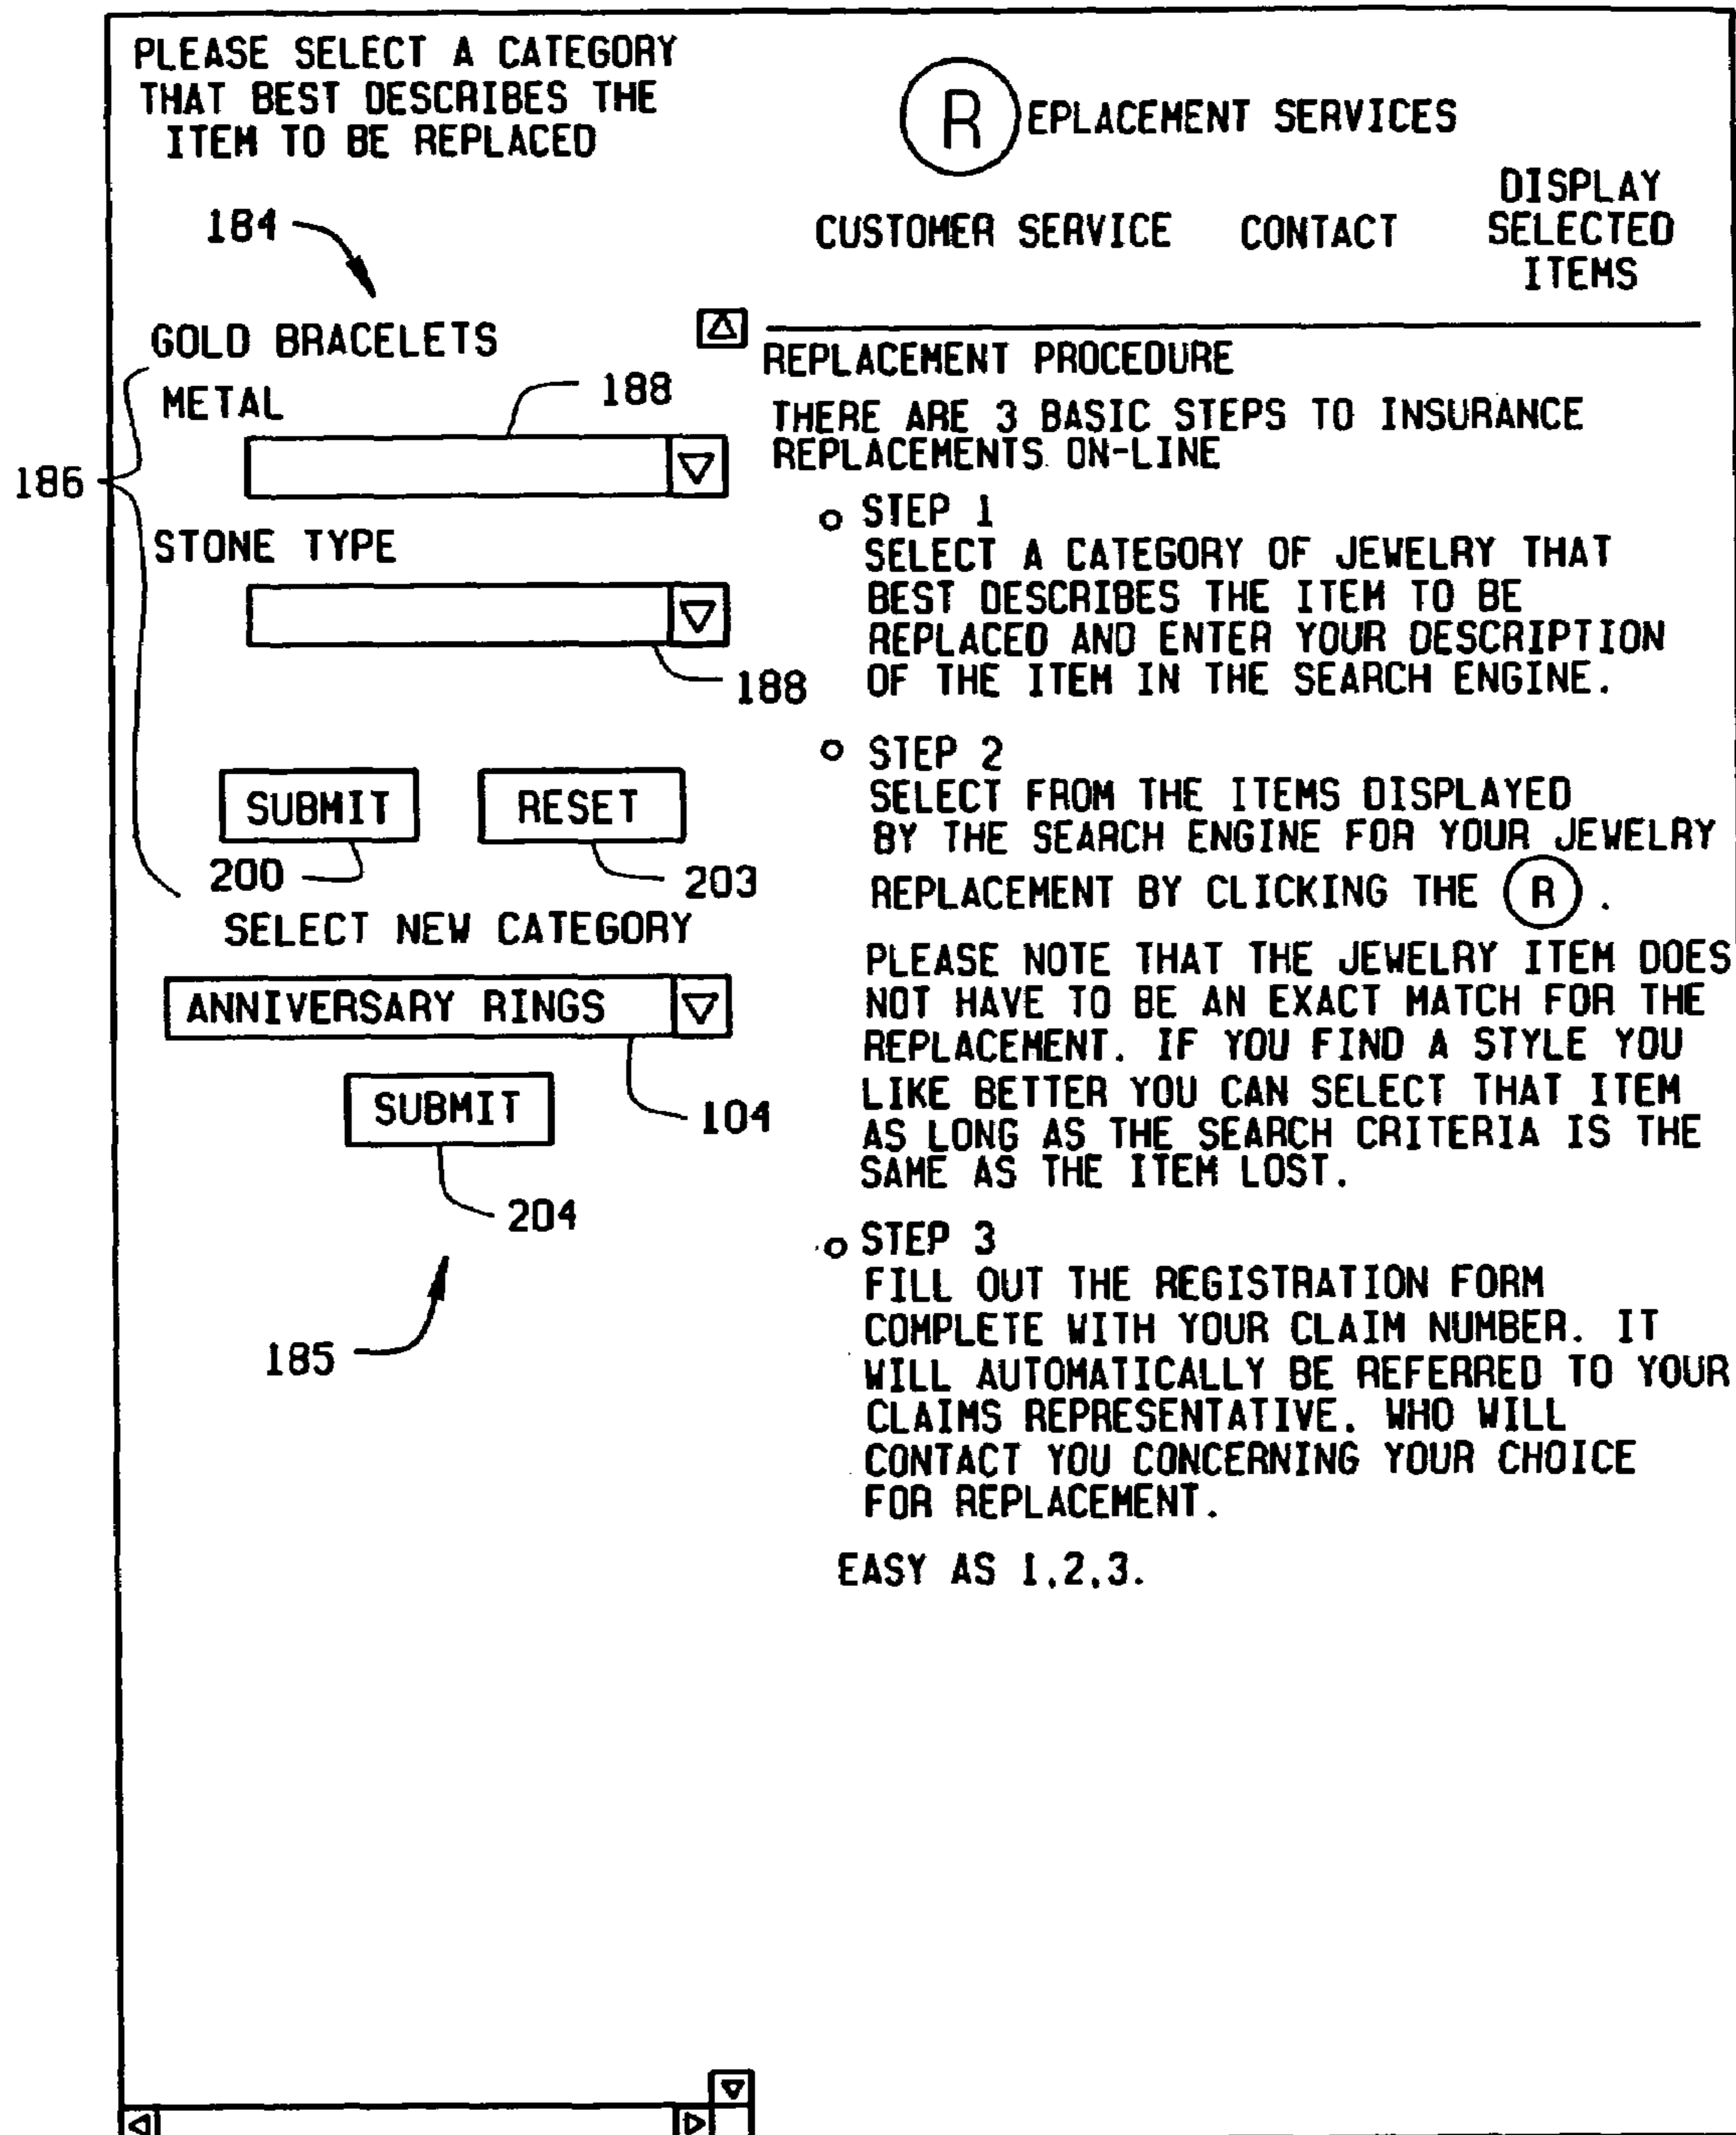 PLEASE SELECT A CATEGORY
THAT BEST DESCRIBES THE
ITEM TO BE REPLACED
184
GOLD BRACELETS
METAL
188
186
STONE TYPE
188
SUBMIT
RESET
200
203
SELECT NEW CATEGORY
ANNIVERSARY RINGS
104
SUBMIT
204
185
REPLACEMENT SERVICES
CUSTOMER SERVICE
CONTACT
DISPLAY
SELECTED
ITEMS
REPLACEMENT PROCEDURE
THERE ARE 3 BASIC STEPS TO INSURANCE
REPLACEMENTS ON-LINE
STEP 1
SELECT A CATEGORY OF JEWELRY THAT
BEST DESCRIBES THE ITEM TO BE
REPLACED AND ENTER YOUR DESCRIPTION
OF THE ITEM IN THE SEARCH ENGINE.
STEP 2
SELECT FROM THE ITEMS DISPLAYED
BY THE SEARCH ENGINE FOR YOUR JEWELRY
REPLACEMENT BY CLICKING THE R.
PLEASE NOTE THAT THE JEWELRY ITEM DOES
NOT HAVE TO BE AN EXACT MATCH FOR THE
REPLACEMENT. IF YOU FIND A STYLE YOU
LIKE BETTER YOU CAN SELECT THAT ITEM
AS LONG AS THE SEARCH CRITERIA IS THE
SAME AS THE ITEM LOST.
STEP 3
FILL OUT THE REGISTRATION FORM
COMPLETE WITH YOUR CLAIM NUMBER. IT
WILL AUTOMATICALLY BE REFERRED TO YOUR
CLAIMS REPRESENTATIVE. WHO WILL
CONTACT YOU CONCERNING YOUR CHOICE
FOR REPLACEMENT.
EASY AS 1,2,3.